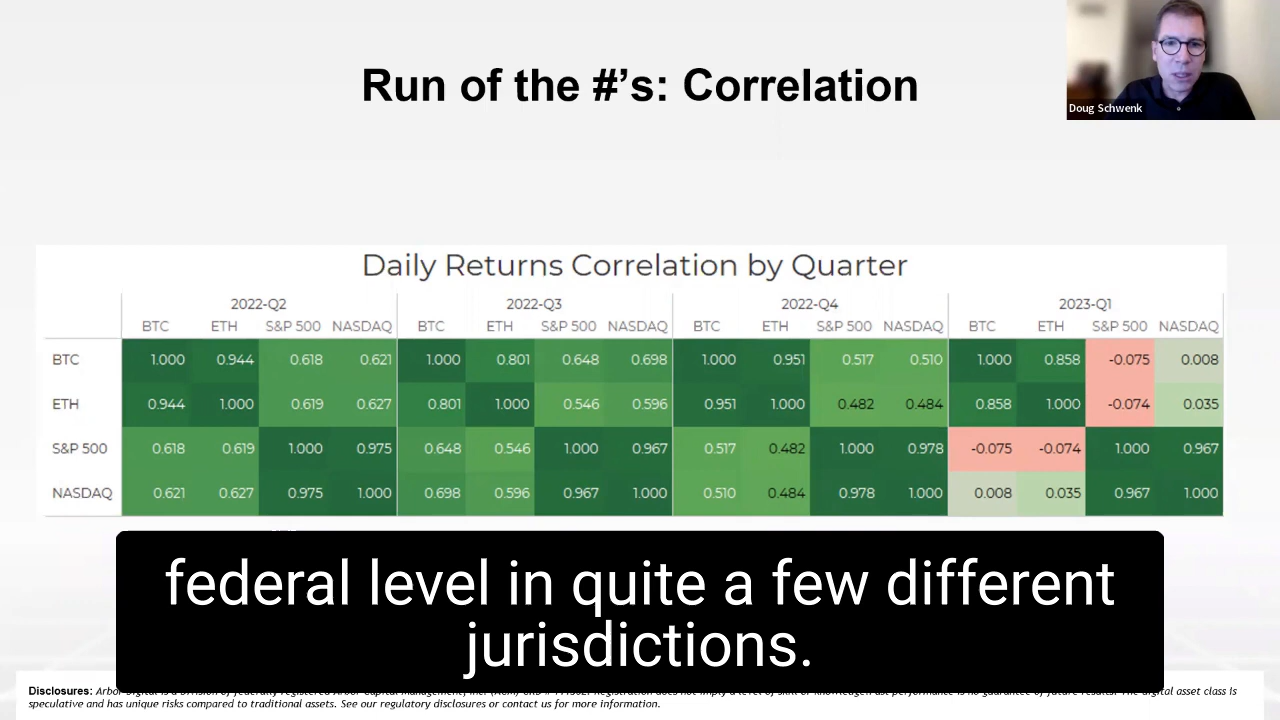 Run of the #’s: Correlation
Doug Schwenk
Daily Returns Correlation by Quarter
2022-Q2 2022-Q3 2022-Q4 2023-Q1
BTC ETH S&P 500 NASDAQ BTC ETH S&P 500 NASDAQ BTC ETH S&P 500 NASDAQ BTC ETH S&P 500 NASDAQ
BTC 1.000 0.944 0.618 0.621 1.000 0.801 0.648 0.698 1.000 0.951 0.517 0.510 1.000 0.858 -0.075 0.008
ETH 0.944 1.000 0.619 0.627 0.801 1.000 0.546 0.596 0.951 1.000 0.482 0.484 0.858 1.000 -0.074 0.035
S&P 500 0.618 0.619 1.000 0.975 0.648 0.546 1.000 0.967 0.517 0.482 1.000 0.978 -0.075 -0.074 1.000 0.967
NASDAQ 0.621 0.627 0.975 1.000 0.698 0.596 0.967 1.000 0.510 0.484 0.978 1.000 0.008 0.035 0.967 1.000
federal level in quite a few different
jurisdictions.
Disclosures: asset class is
speculative and has unique risks compared to traditional assets. See our regulatory disclosures or contact us for more information.